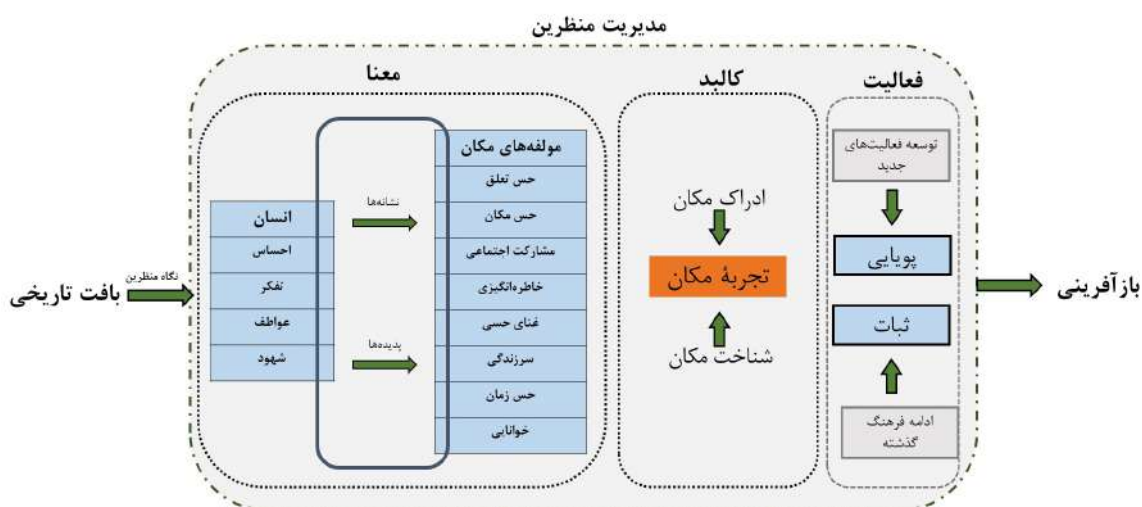 مدیریت منظرین
معنا
کالبد
فعالیت
بافت تاریخی
نگاه منظرین
انسان
احساس
تفکر
عواطف
شهود
نشانه‌ها
پدیده‌ها
مولفه‌های مکان
حس تعلق
حس مکان
مشارکت اجتماعی
خاطره‌انگیزی
غنای حسی
سرزندگی
حس زمان
خوانایی
ادراک مکان
تجربهٔ مکان
شناخت مکان
توسعه فعالیت‌های
جدید
پویایی
ثبات
ادامه فرهنگ
گذشته
بازآفرینی